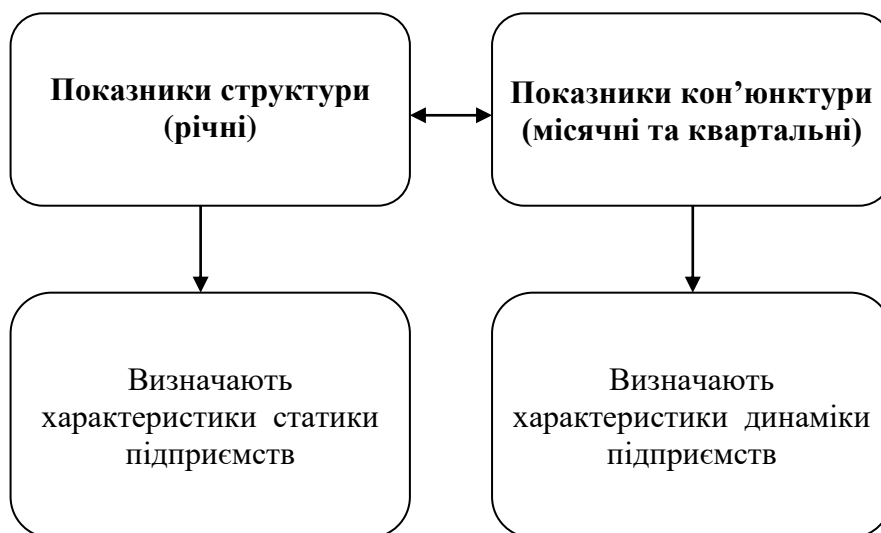 Показники структури
(річні)
Показники кон’юнктури
(місячні та квартальні)
Визначають
характеристики статики
підприємств
Визначають
характеристики динаміки
підприємств